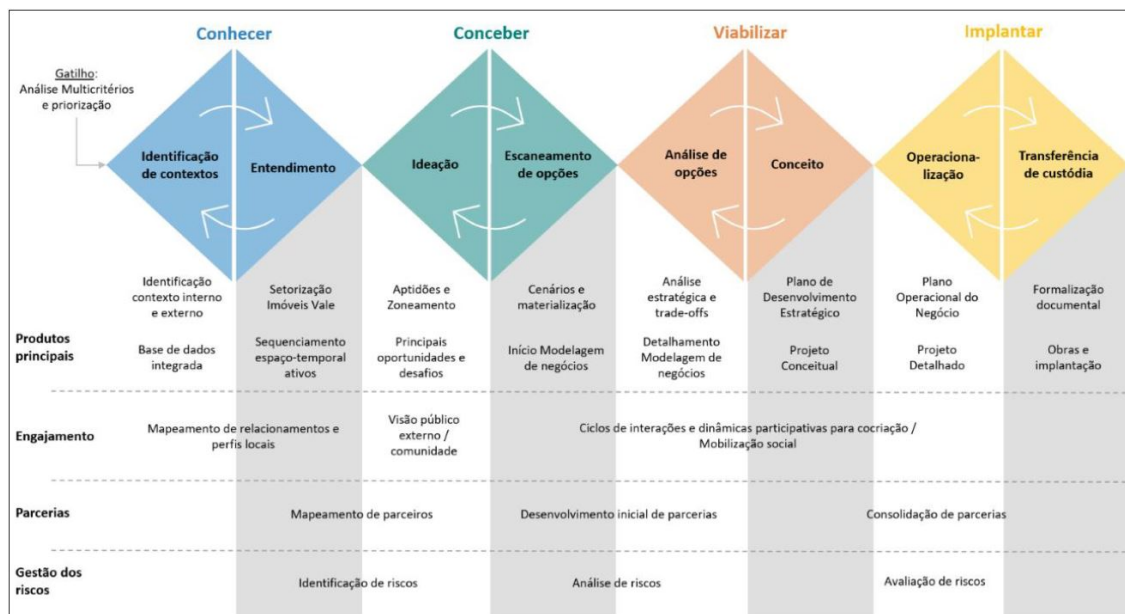 Conhecer
Conceber
Viabilizar
Implantar
Gatilho:
Análise Multicritérios
e priorização
Identificação
de contextos
Entendimento
Ideação
Escaneamento
de opções
Análise de
opções
Conceito
Operaciona-
lização
Transferência
de custódia
Produtos
principais
Identificação
contexto interno
e externo
Setorização
Imóveis Vale
Aptidões e
Zoneamento
Cenários e
materialização
Análise
estratégica e
trade-offs
Plano de
Desenvolvimento
Estratégico
Plano
Operacional do
Negócio
Formalização
documental
Base de dados
integrada
Sequenciamento
espaço-temporal
ativos
Principais
oportunidades e
desafios
Início Modelagem
de negócios
Detalhamento
Modelagem de
negócios
Projeto
Conceitual
Projeto
Detalhado
Obras e
implantação
Engajamento
Mapeamento de relacionamentos e
perfis locais
Visão público
externo /
comunidade
Ciclos de interações e dinâmicas participativas para cocriação /
Mobilização social
Parcerias
Mapeamento de parceiros
Desenvolvimento inicial de parcerias
Consolidação de parcerias
Gestão dos
riscos
Identificação de riscos
Análise de riscos
Avaliação de riscos